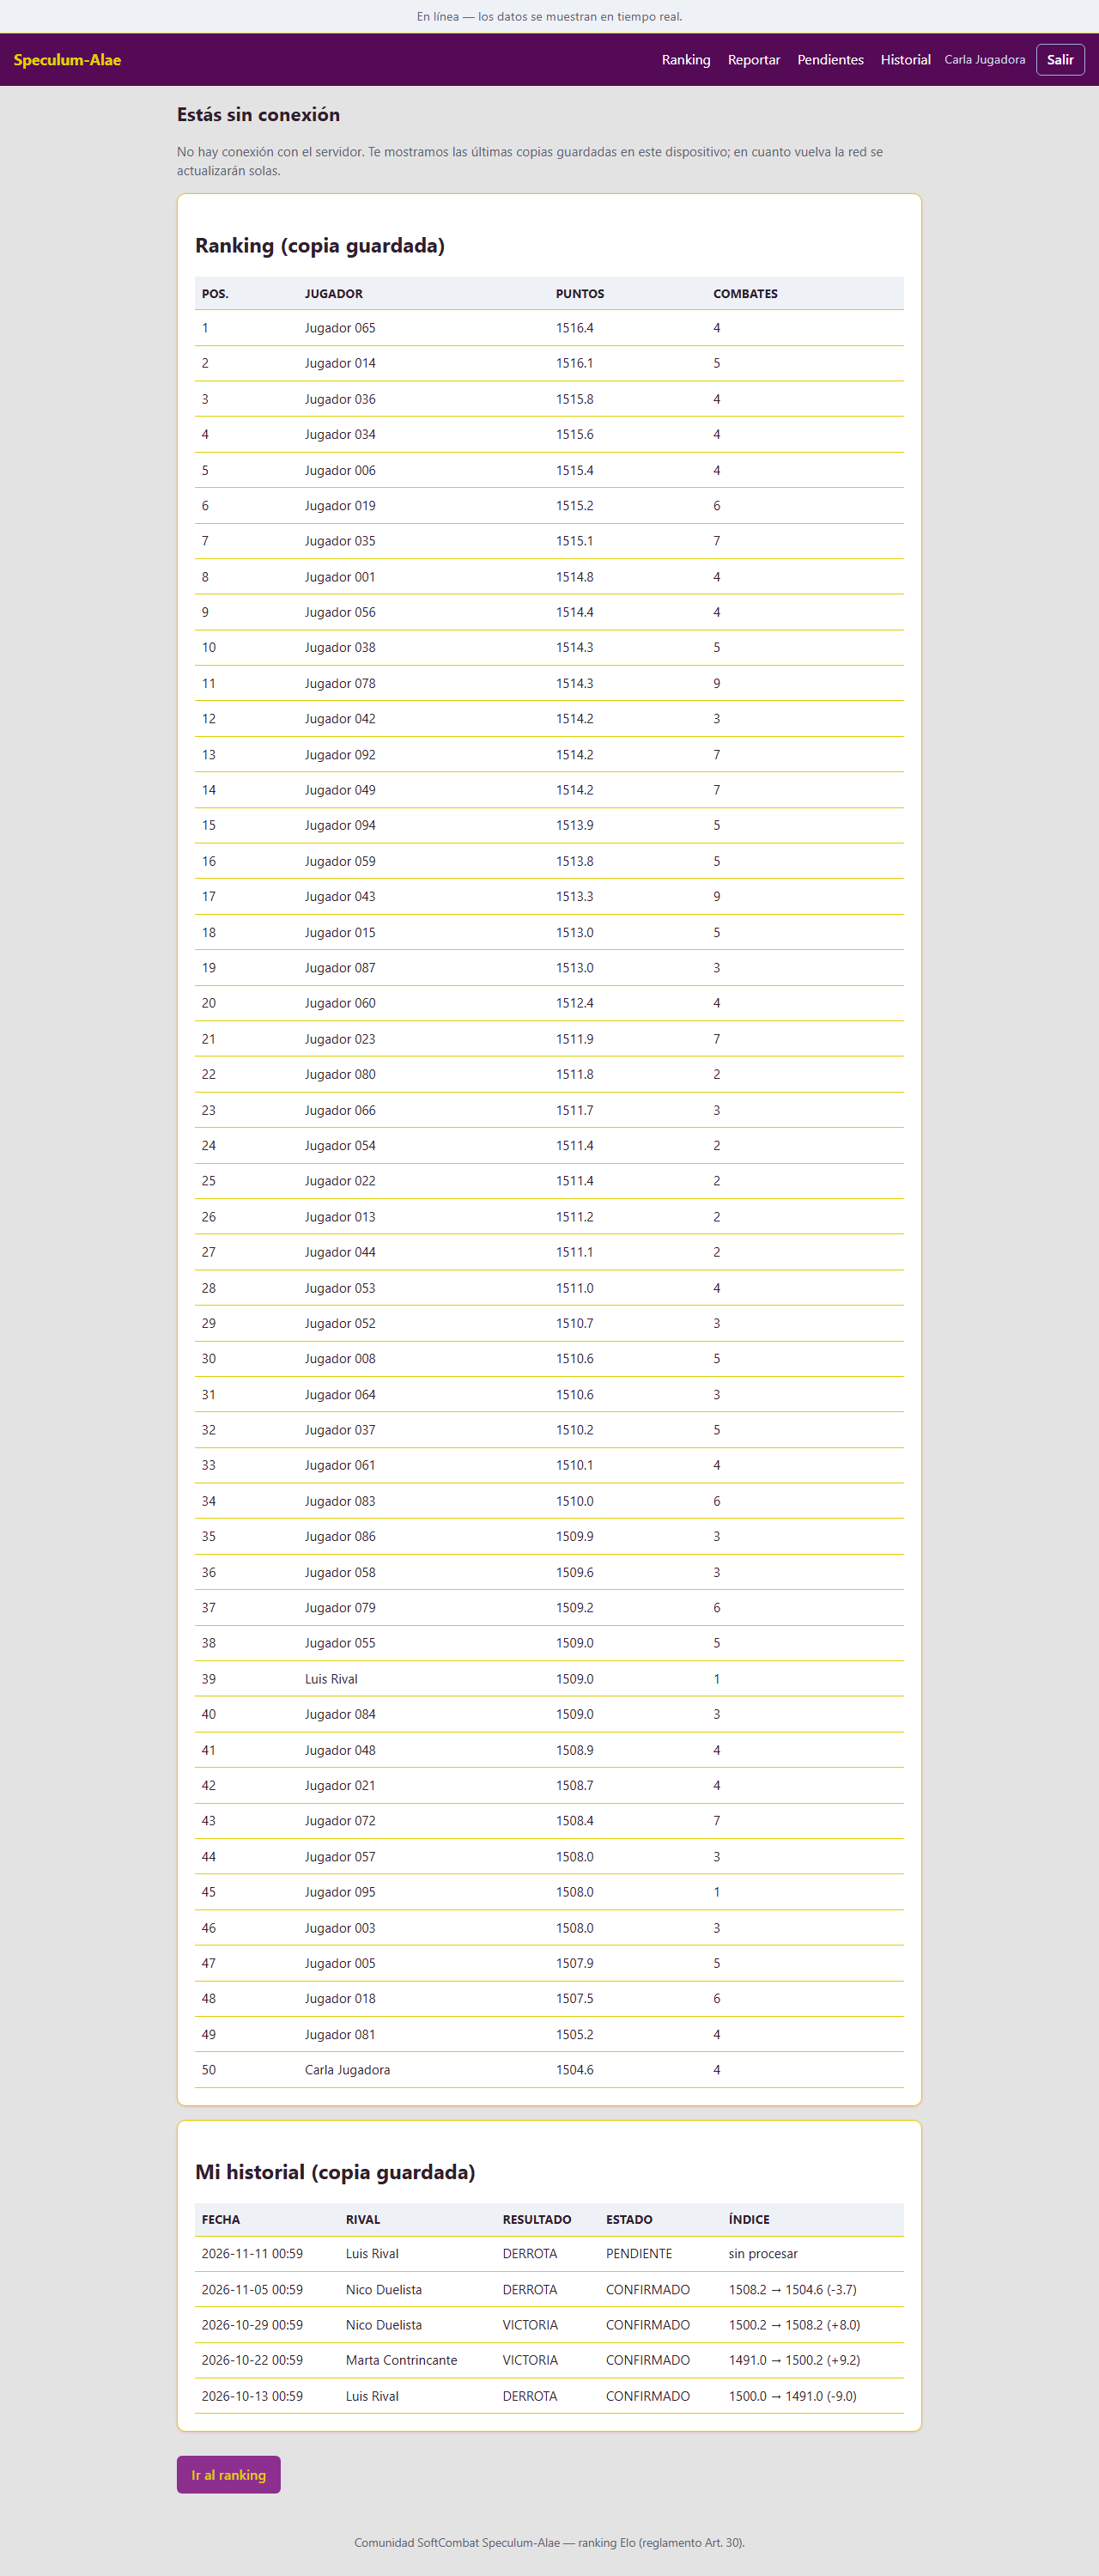 En línea — los datos se muestran en tiempo real.
Speculum-Alae
Ranking Reportar Pendientes Historial Carla Jugadora Salir
Estás sin conexión
No hay conexión con el servidor. Te mostramos las últimas copias guardadas en este dispositivo; en cuanto vuelva la red se
actualizarán solas.
Ranking (copia guardada)
POS. JUGADOR PUNTOS COMBATES
1 Jugador 065 1516.4 4
2 Jugador 014 1516.1 5
3 Jugador 036 1515.8 4
4 Jugador 034 1515.6 4
5 Jugador 006 1515.4 4
6 Jugador 019 1515.2 6
7 Jugador 035 1515.1 7
8 Jugador 001 1514.8 4
9 Jugador 056 1514.4 4
10 Jugador 038 1514.3 5
11 Jugador 078 1514.3 9
12 Jugador 042 1514.2 3
13 Jugador 092 1514.2 7
14 Jugador 049 1514.2 7
15 Jugador 094 1513.9 5
16 Jugador 059 1513.8 5
17 Jugador 043 1513.3 9
18 Jugador 015 1513.0 5
19 Jugador 087 1513.0 3
20 Jugador 060 1512.4 4
21 Jugador 023 1511.9 7
22 Jugador 080 1511.8 2
23 Jugador 066 1511.7 3
24 Jugador 054 1511.4 2
25 Jugador 022 1511.4 2
26 Jugador 013 1511.2 2
27 Jugador 044 1511.1 2
28 Jugador 053 1511.0 4
29 Jugador 052 1510.7 3
30 Jugador 008 1510.6 5
31 Jugador 064 1510.6 3
32 Jugador 037 1510.2 5
33 Jugador 061 1510.1 4
34 Jugador 083 1510.0 6
35 Jugador 086 1509.9 3
36 Jugador 058 1509.6 3
37 Jugador 079 1509.2 6
38 Jugador 055 1509.0 5
39 Luis Rival 1509.0 1
40 Jugador 084 1509.0 3
41 Jugador 048 1508.9 4
42 Jugador 021 1508.7 4
43 Jugador 072 1508.4 7
44 Jugador 057 1508.0 3
45 Jugador 095 1508.0 1
46 Jugador 003 1508.0 3
47 Jugador 005 1507.9 5
48 Jugador 018 1507.5 6
49 Jugador 081 1505.2 4
50 Carla Jugadora 1504.6 4
Mi historial (copia guardada)
FECHA RIVAL RESULTADO ESTADO ÍNDICE
2026-11-11 00:59 Luis Rival DERROTA PENDIENTE sin procesar
2026-11-05 00:59 Nico Duelista DERROTA CONFIRMADO 1508.2 → 1504.6 (-3.7)
2026-10-29 00:59 Nico Duelista VICTORIA CONFIRMADO 1500.2 → 1508.2 (+8.0)
2026-10-22 00:59 Marta Contrincante VICTORIA CONFIRMADO 1491.0 → 1500.2 (+9.2)
2026-10-13 00:59 Luis Rival DERROTA CONFIRMADO 1500.0 → 1491.0 (-9.0)
Ir al ranking
Comunidad SoftCombat Speculum-Alae — ranking Elo (reglamento Art. 30).